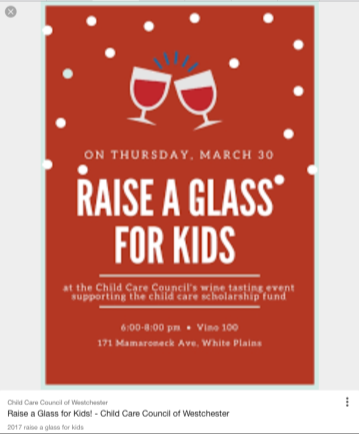 ON THURSDAY, MARCH 30
RAISE A GLASS
FOR KIDS
at the Child Care Council's wine tasting event
supporting the child care scholarship fund
6:00-8:00 pm • Vino 100
171 Mamaroneck Ave, White Plains
Child Care Council of Westchester
Raise a Glass for Kids! - Child Care Council of Westchester
2017 raise a glass for kids